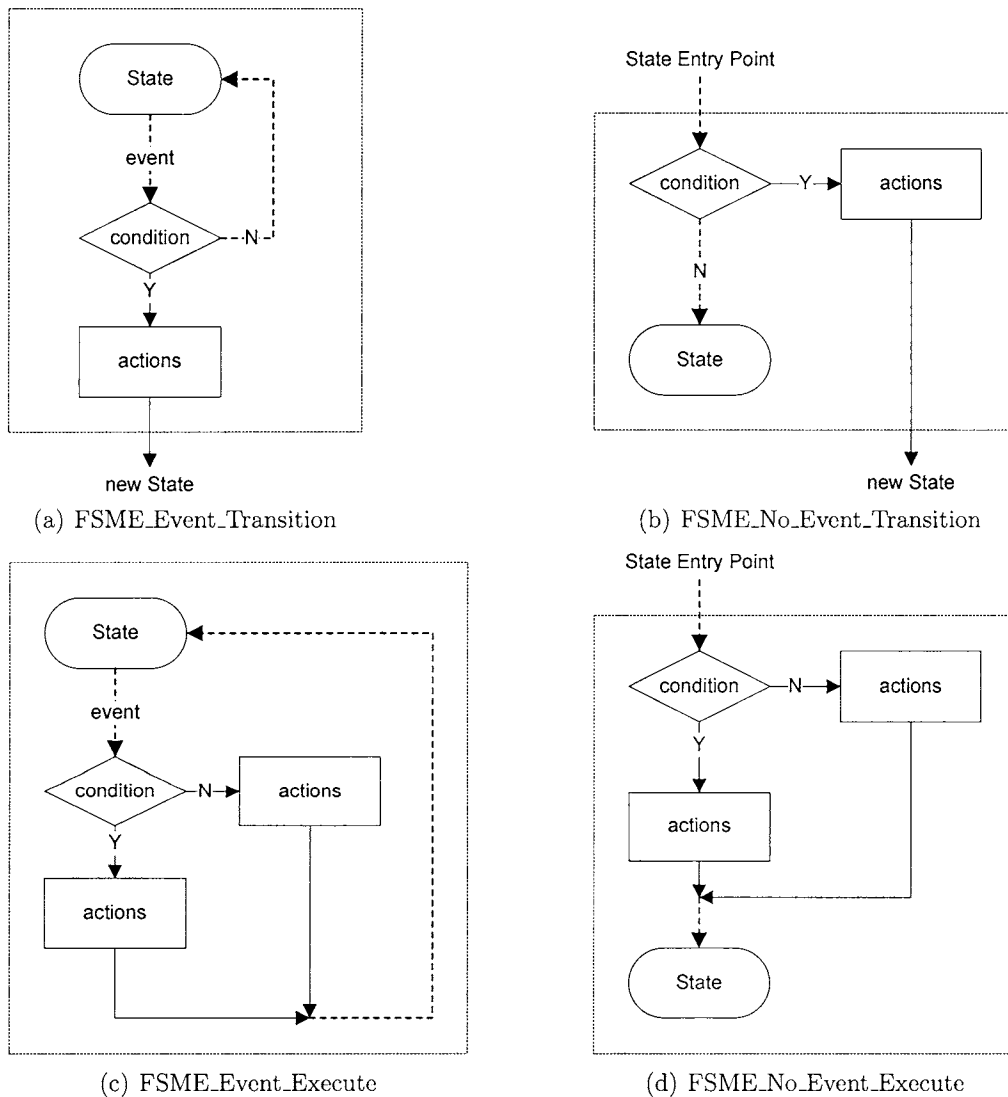 State
event
condition
N
Y
actions
new State
(a) FSME_Event_Transition
State Entry Point
condition
Y
actions
N
State
new State
(b) FSME_No_Event_Transition
State
event
condition
N
actions
Y
actions
(c) FSME_Event_Execute
State Entry Point
condition
N
actions
Y
actions
State
(d) FSME_No_Event_Execute